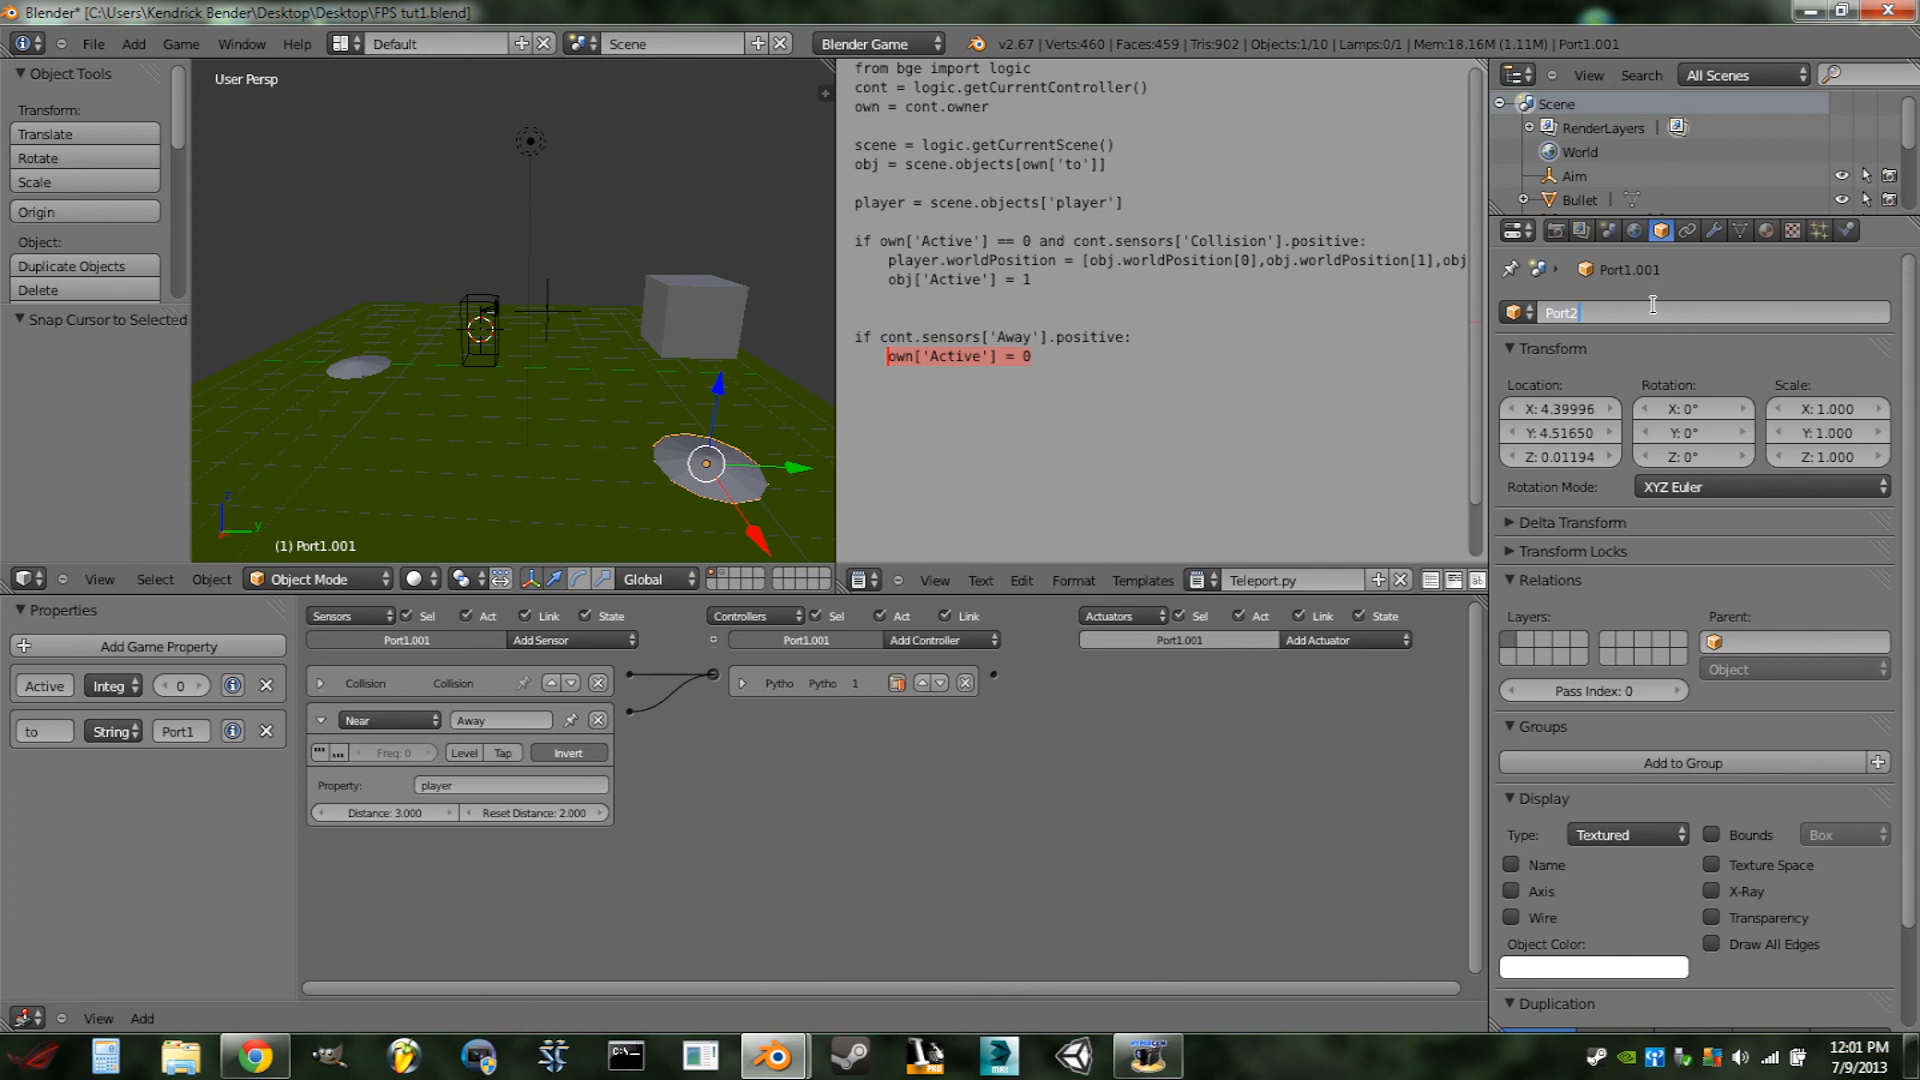 Blender* [C:\Users\Kendrick Bender\Desktop\Desktop\FPS tut1.blend]
File Add Game Window Help Default Scene Blender Game v2.67 | Verts:460 | Faces:459 | Tris:902 | Objects:1/10 | Lamps:0/1 | Mem:18.16M (1.11M) | Port1.001
Object Tools
Transform:
Translate
Rotate
Scale
Origin
Object:
Duplicate Objects
Delete
Snap Cursor to Selected
User Persp
z
y
(1) Port1.001
View Select Object Object Mode Global
from bge import logic
cont = logic.getCurrentController()
own = cont.owner
scene = logic.getCurrentScene()
obj = scene.objects[own['to']]
player = scene.objects['player']
if own['Active'] == 0 and cont.sensors['Collision'].positive:
player.worldPosition = [obj.worldPosition[0],obj.worldPosition[1],obj
obj['Active'] = 1
if cont.sensors['Away'].positive:
own['Active'] = 0
View Text Edit Format Templates Teleport.py
View Search All Scenes
Scene
RenderLayers |
World
Aim
Bullet |
Port1.001
Port2
Transform
Location: Rotation: Scale:
X: 4.39996 X: 0° X: 1.000
Y: 4.51650 Y: 0° Y: 1.000
Z: 0.01194 Z: 0° Z: 1.000
Rotation Mode: XYZ Euler
Delta Transform
Transform Locks
Relations
Layers: Parent:
Object
Pass Index: 0
Groups
Add to Group
Display
Type: Textured Bounds Box
Name Texture Space
Axis X-Ray
Wire Transparency
Object Color: Draw All Edges
Duplication
Properties
Add Game Property
Active Integ 0
to String Port1
Sensors Sel Act Link State Controllers Sel Act Link Actuators Sel Act Link State
Port1.001 Add Sensor Port1.001 Add Controller Port1.001 Add Actuator
Collision Collision Pytho Pytho 1
Near Away
Freq: 0 Level Tap Invert
Property: player
Distance: 3.000 Reset Distance: 2.000
View Add
12:01 PM
7/9/2013